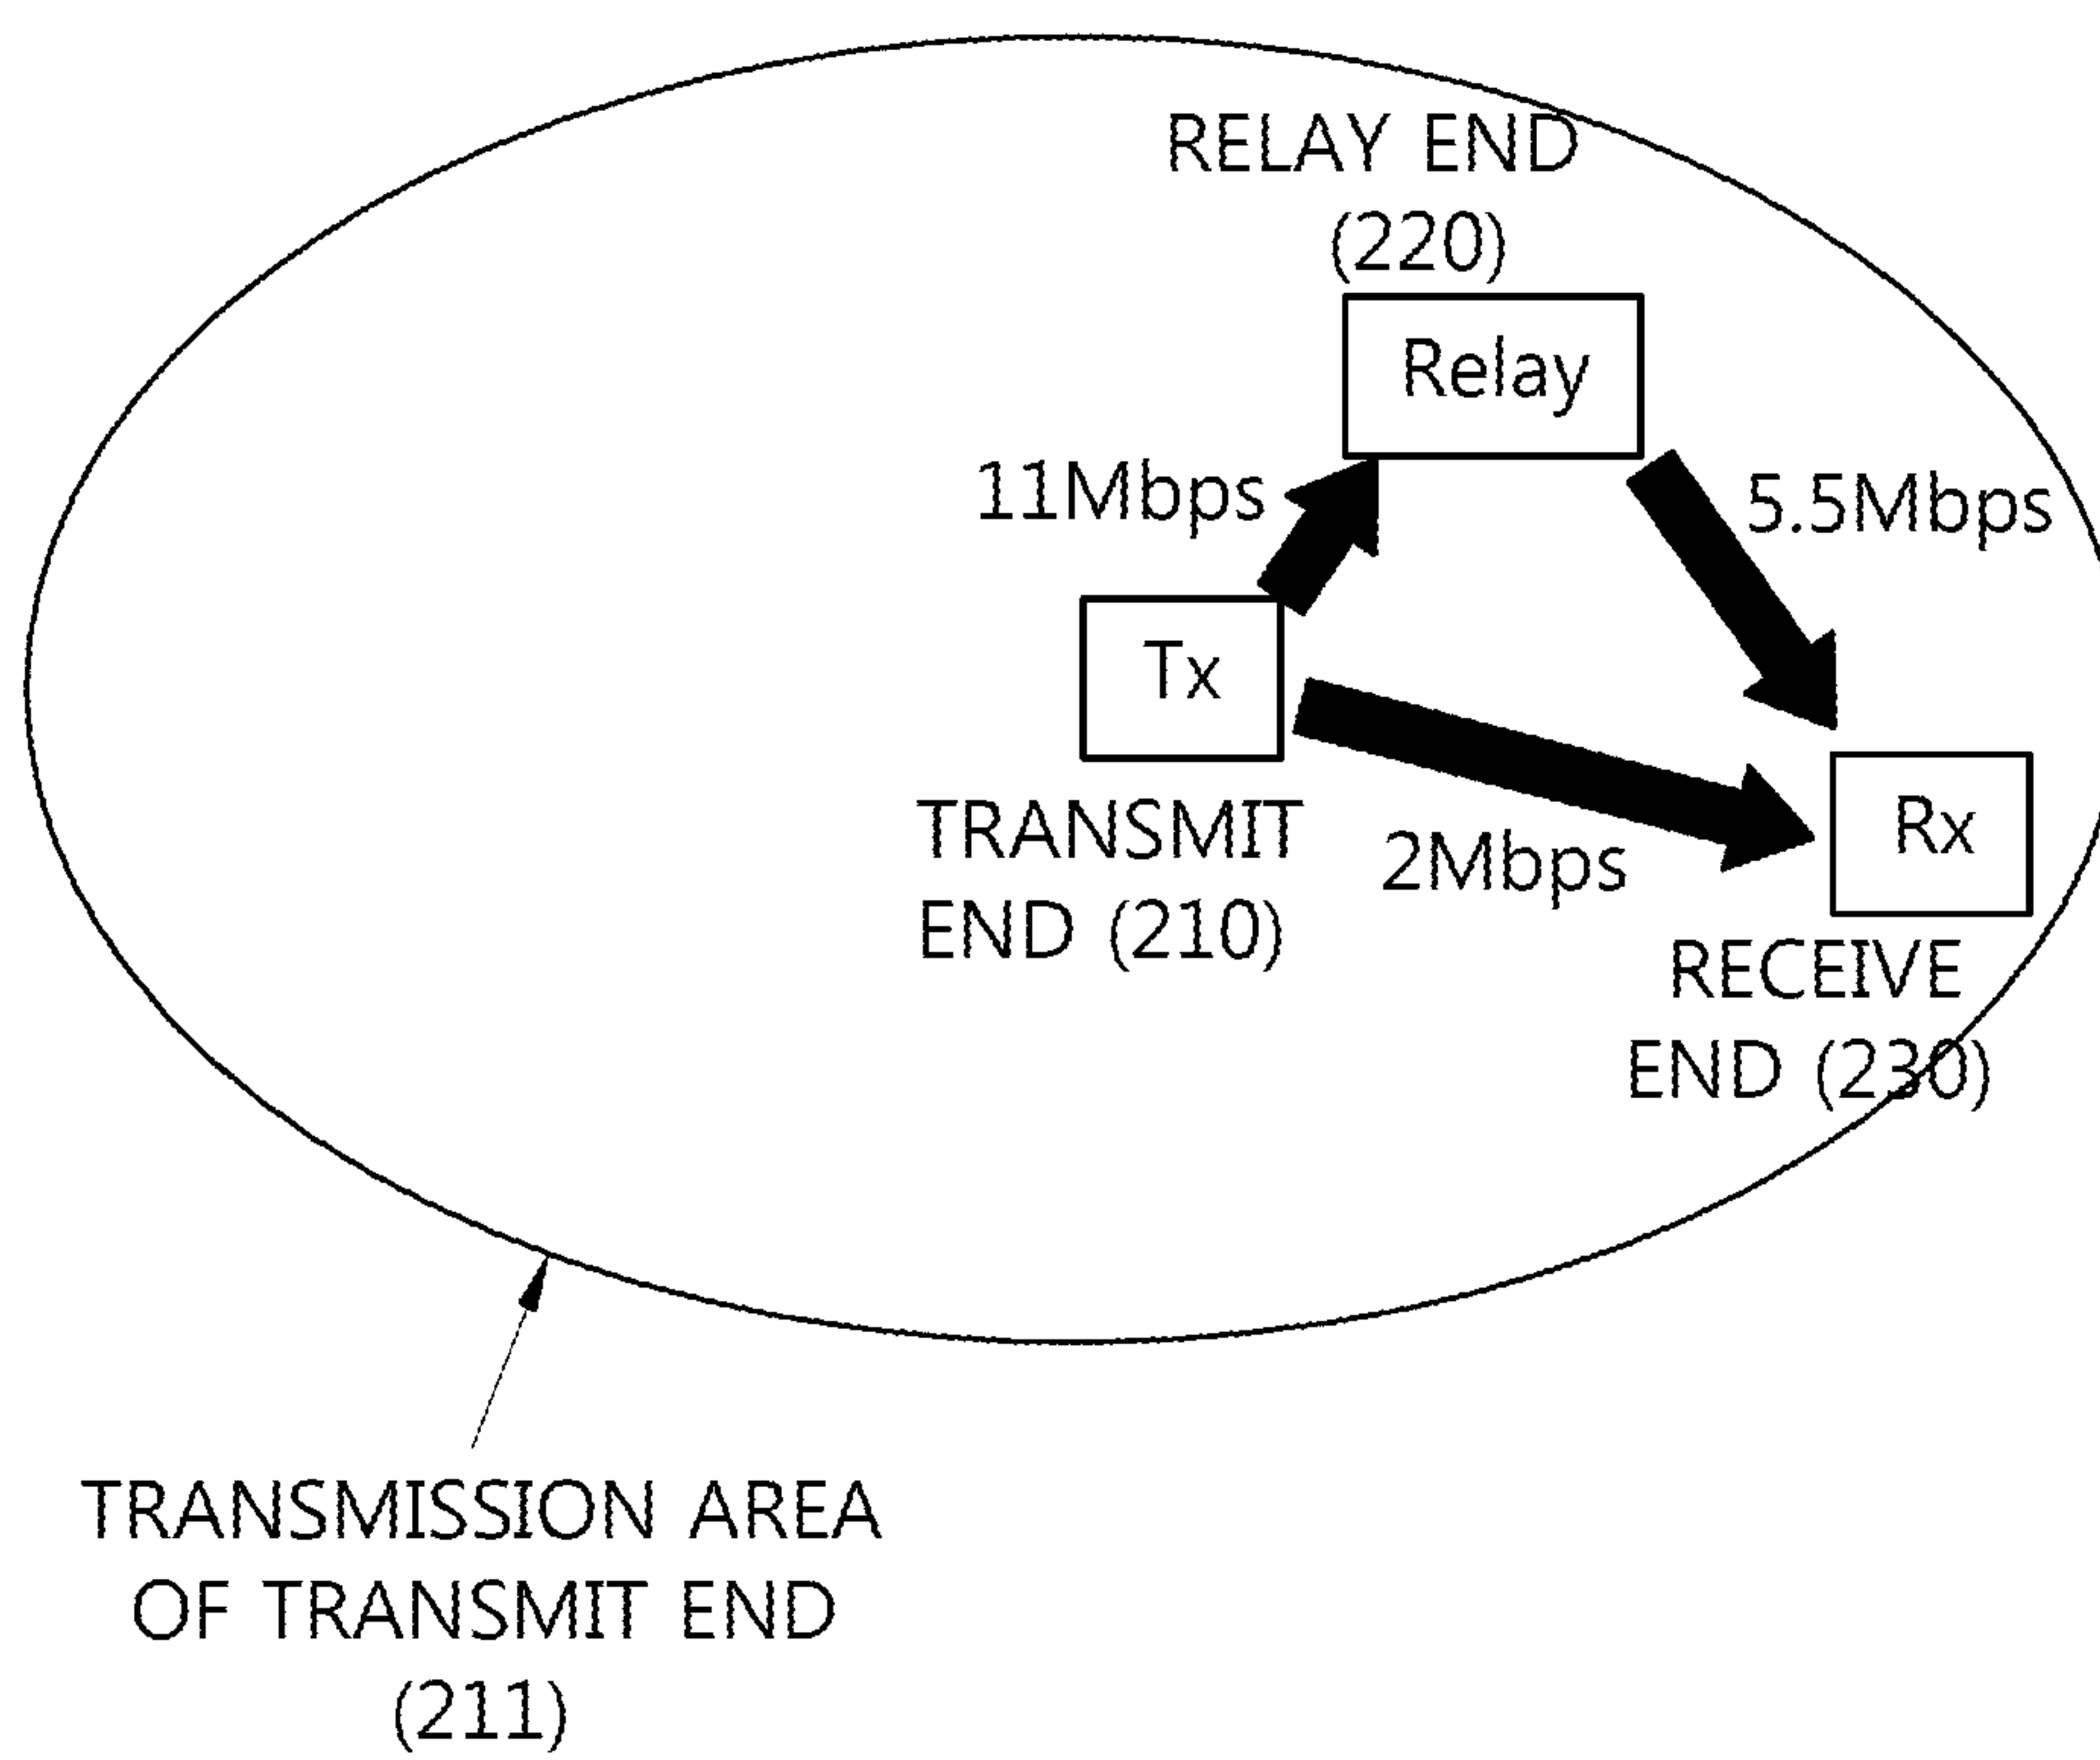 RELAY END
(220)
Relay
11Mbps
5.5Mbps
Tx
TRANSMIT
END (210)
2Mbps
Rx
RECEIVE
END (230)
TRANSMISSION AREA
OF TRANSMIT END
(211)